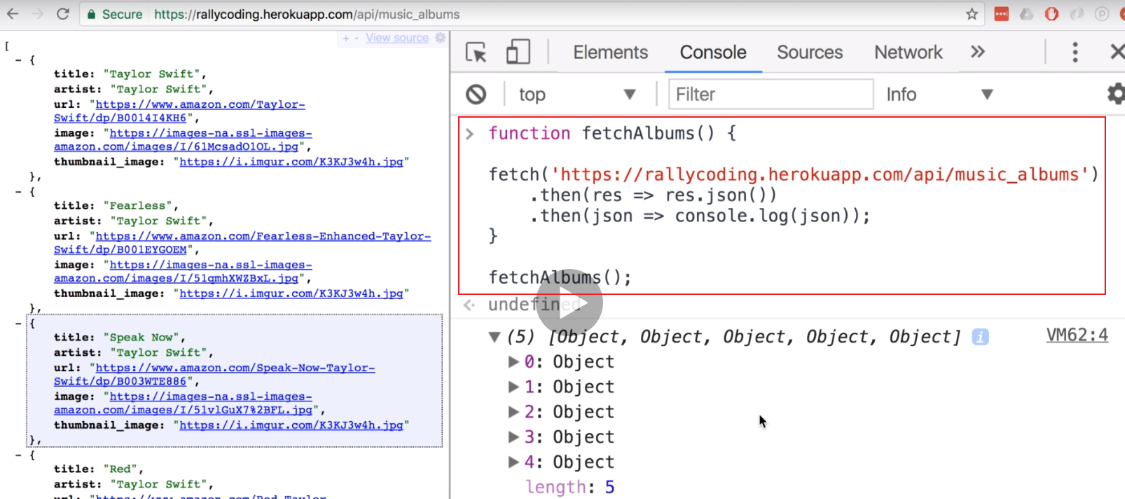 Secure https://rallycoding.herokuapp.com/api/music_albums
+ - View source
[
- {
title: "Taylor Swift",
artist: "Taylor Swift",
url: "https://www.amazon.com/Taylor-
Swift/dp/B0014I4KH6",
image: "https://images-na.ssl-images-
amazon.com/images/I/61McsadO1OL.jpg",
thumbnail_image: "https://i.imgur.com/K3KJ3w4h.jpg"
},
- {
title: "Fearless",
artist: "Taylor Swift",
url: "https://www.amazon.com/Fearless-Enhanced-Taylor-
Swift/dp/B001EYGOEM",
image: "https://images-na.ssl-images-
amazon.com/images/I/51qmhXWZBxL.jpg",
thumbnail_image: "https://i.imgur.com/K3KJ3w4h.jpg"
},
- {
title: "Speak Now",
artist: "Taylor Swift",
url: "https://www.amazon.com/Speak-Now-Taylor-
Swift/dp/B003WTE886",
image: "https://images-na.ssl-images-
amazon.com/images/I/51vlGuX7%2BFL.jpg",
thumbnail_image: "https://i.imgur.com/K3KJ3w4h.jpg"
},
- {
title: "Red",
artist: "Taylor Swift",
Elements Console Sources Network »
top Filter Info
> function fetchAlbums() {
fetch('https://rallycoding.herokuapp.com/api/music_albums')
.then(res => res.json())
.then(json => console.log(json));
}
fetchAlbums();
undefined
(5) [Object, Object, Object, Object, Object] i VM62:4
0: Object
1: Object
2: Object
3: Object
4: Object
length: 5